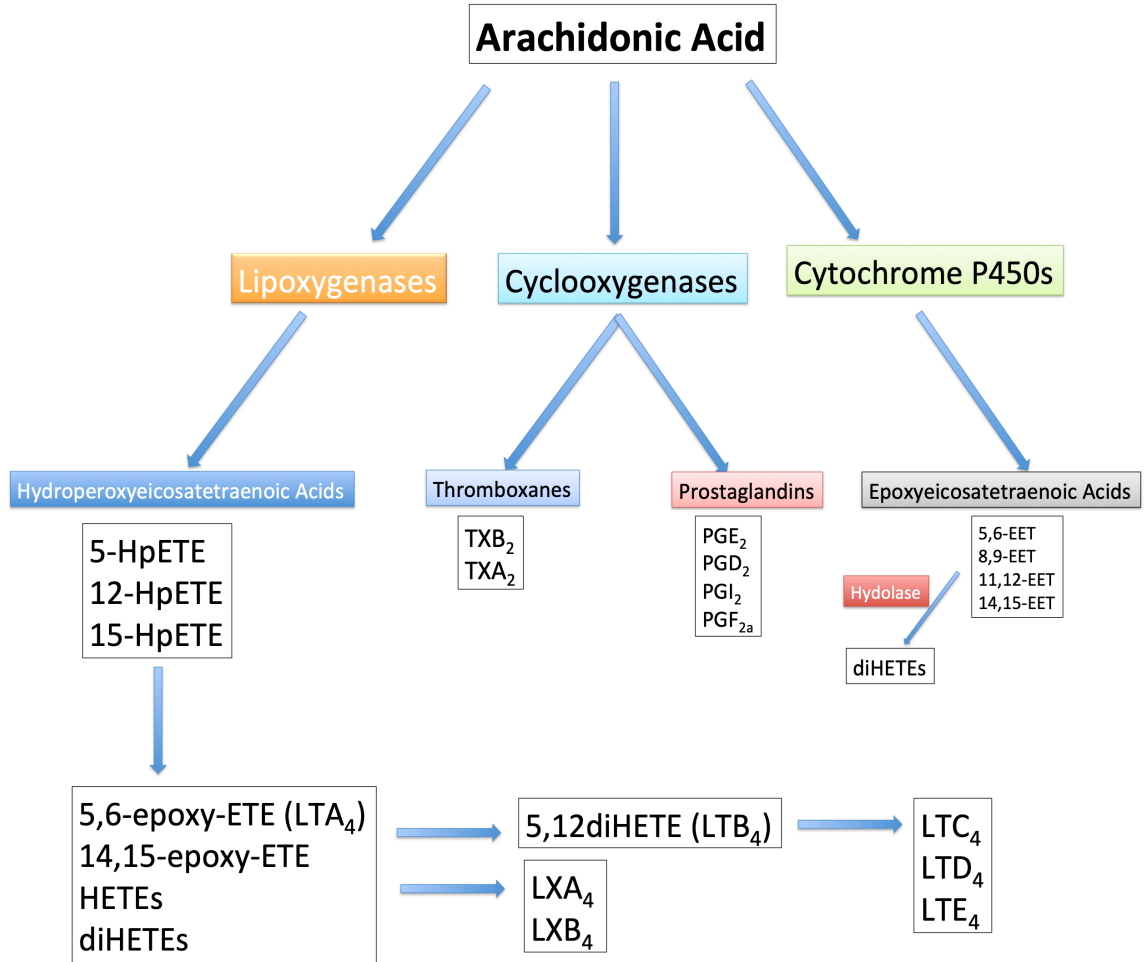 Arachidonic Acid
Lipoxygenases
Cyclooxygenases
Cytochrome P450s
Hydroperoxyeicosatetraenoic Acids
Thromboxanes
Prostaglandins
Epoxyeicosatetraenoic Acids
5-HpETE
12-HpETE
15-HpETE
TXB₂
TXA₂
PGE₂
PGD₂
PGI₂
PGF₂ₐ
5,6-EET
8,9-EET
11,12-EET
14,15-EET
Hydolase
diHETEs
5,6-epoxy-ETE (LTA₄)
14,15-epoxy-ETE
HETEs
diHETEs
5,12diHETE (LTB₄)
LXA₄
LXB₄
LTC₄
LTD₄
LTE₄